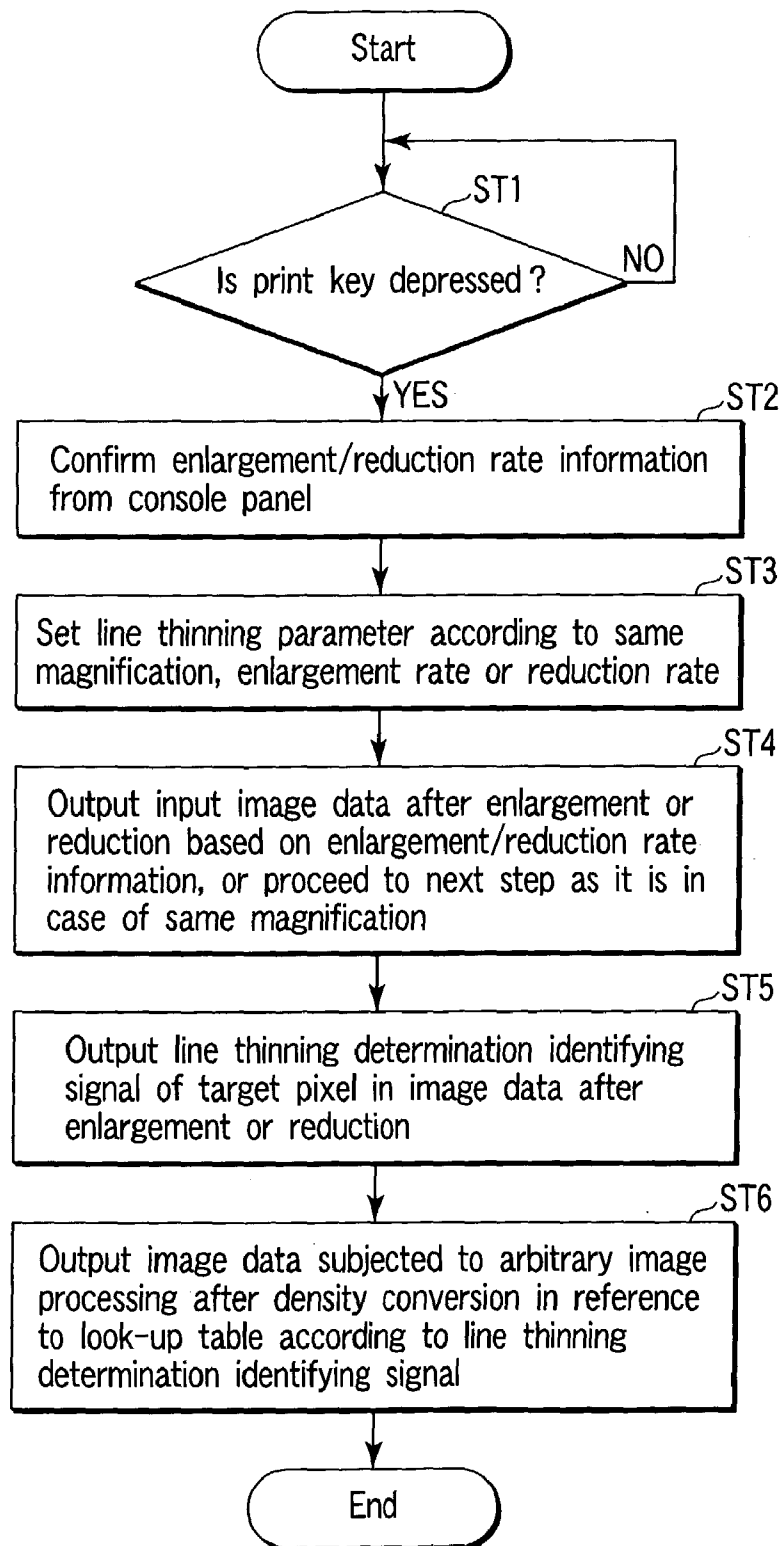 Start
ST1
Is print key depressed ?
NO
YES
ST2
Confirm enlargement/reduction rate information
from console panel
ST3
Set line thinning parameter according to same
magnification, enlargement rate or reduction rate
ST4
Output input image data after enlargement or
reduction based on enlargement/reduction rate
information, or proceed to next step as it is in
case of same magnification
ST5
Output line thinning determination identifying
signal of target pixel in image data after
enlargement or reduction
ST6
Output image data subjected to arbitrary image
processing after density conversion in reference
to look-up table according to line thinning
determination identifying signal
End